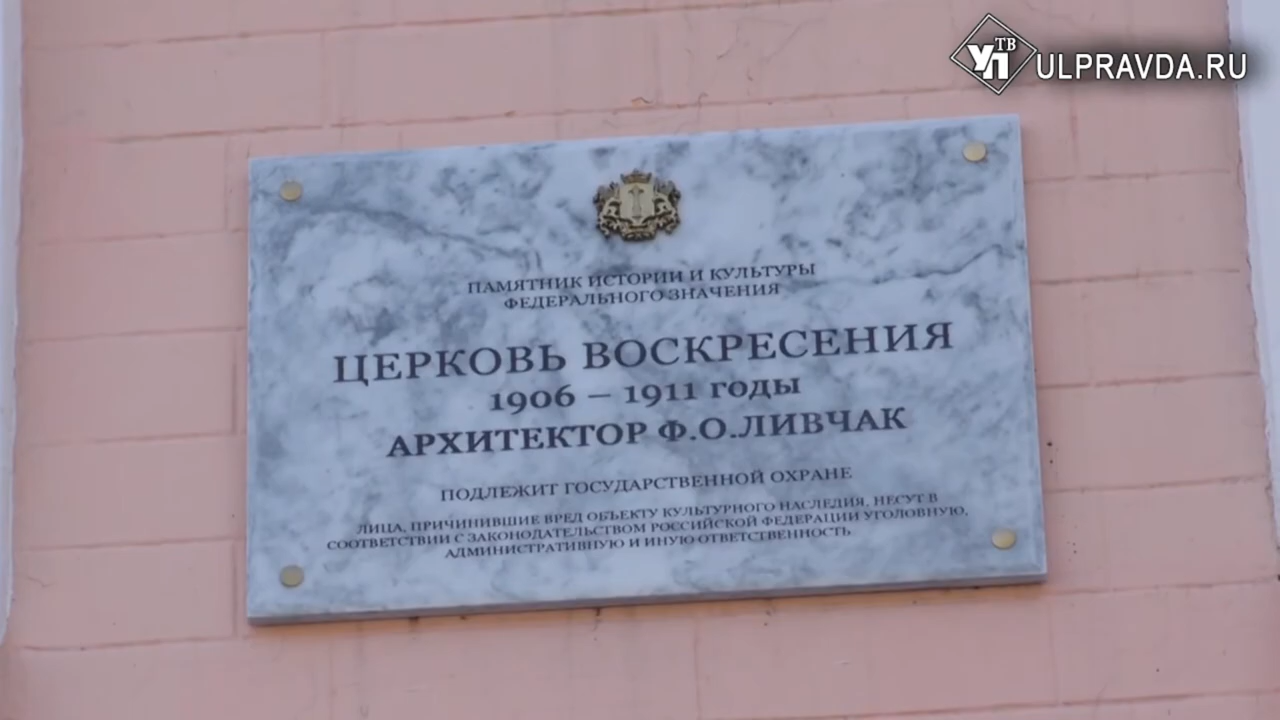 УП ТВ ULPRAVDA.RU
ПАМЯТНИК ИСТОРИИ И КУЛЬТУРЫ
ФЕДЕРАЛЬНОГО ЗНАЧЕНИЯ
ЦЕРКОВЬ ВОСКРЕСЕНИЯ
1906 – 1911 годы
АРХИТЕКТОР Ф.О.ЛИВЧАК
ПОДЛЕЖИТ ГОСУДАРСТВЕННОЙ ОХРАНЕ
ЛИЦА, ПРИЧИНИВШИЕ ВРЕД ОБЪЕКТУ КУЛЬТУРНОГО НАСЛЕДИЯ, НЕСУТ В
СООТВЕТСТВИИ С ЗАКОНОДАТЕЛЬСТВОМ РОССИЙСКОЙ ФЕДЕРАЦИИ УГОЛОВНУЮ,
АДМИНИСТРАТИВНУЮ И ИНУЮ ОТВЕТСТВЕННОСТЬ